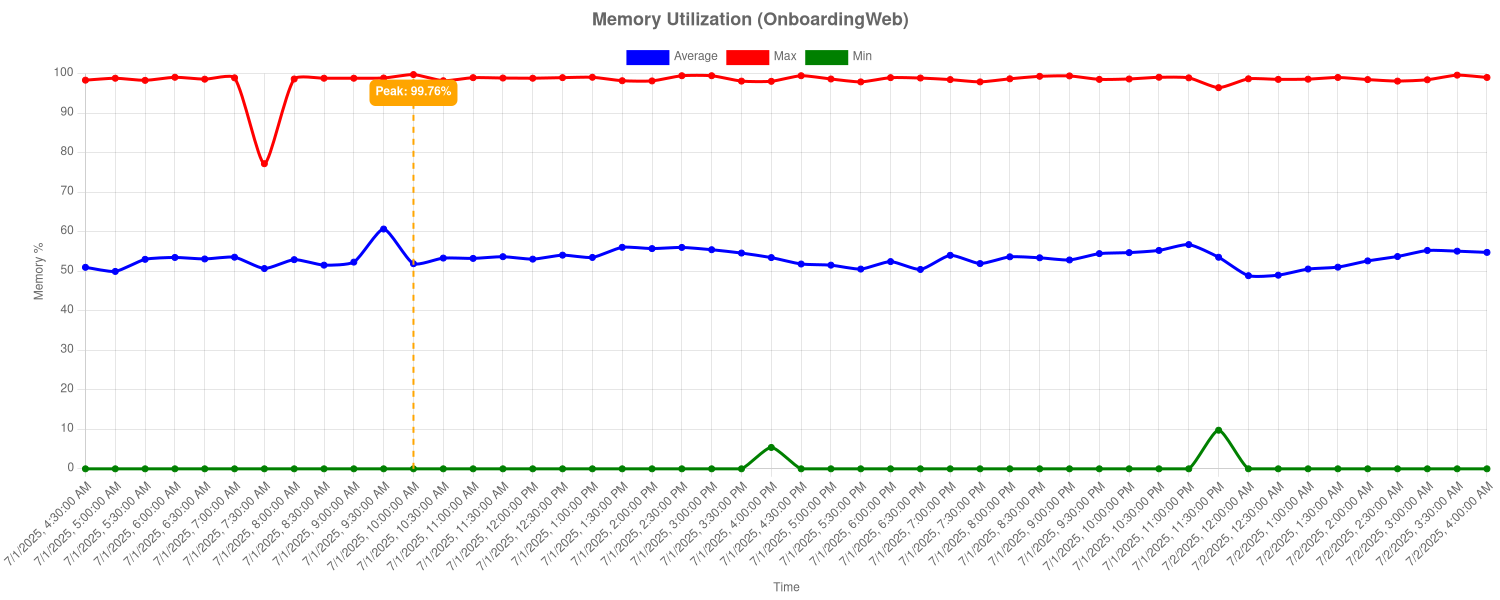 Memory Utilization (OnboardingWeb)
Average Max Min
Peak: 99.76%
100
90
80
70
60
50
40
30
20
10
0
Memory %
7/1/2025, 4:30:00 AM
7/1/2025, 5:00:00 AM
7/1/2025, 5:30:00 AM
7/1/2025, 6:00:00 AM
7/1/2025, 6:30:00 AM
7/1/2025, 7:00:00 AM
7/1/2025, 7:30:00 AM
7/1/2025, 8:00:00 AM
7/1/2025, 8:30:00 AM
7/1/2025, 9:00:00 AM
7/1/2025, 9:30:00 AM
7/1/2025, 10:00:00 AM
7/1/2025, 10:30:00 AM
7/1/2025, 11:00:00 AM
7/1/2025, 11:30:00 AM
7/1/2025, 12:00:00 PM
7/1/2025, 12:30:00 PM
7/1/2025, 1:00:00 PM
7/1/2025, 1:30:00 PM
7/1/2025, 2:00:00 PM
7/1/2025, 2:30:00 PM
7/1/2025, 3:00:00 PM
7/1/2025, 3:30:00 PM
7/1/2025, 4:00:00 PM
7/1/2025, 4:30:00 PM
7/1/2025, 5:00:00 PM
7/1/2025, 5:30:00 PM
7/1/2025, 6:00:00 PM
7/1/2025, 6:30:00 PM
7/1/2025, 7:00:00 PM
7/1/2025, 7:30:00 PM
7/1/2025, 8:00:00 PM
7/1/2025, 8:30:00 PM
7/1/2025, 9:00:00 PM
7/1/2025, 9:30:00 PM
7/1/2025, 10:00:00 PM
7/1/2025, 10:30:00 PM
7/1/2025, 11:00:00 PM
7/1/2025, 11:30:00 PM
7/2/2025, 12:00:00 AM
7/2/2025, 12:30:00 AM
7/2/2025, 1:00:00 AM
7/2/2025, 1:30:00 AM
7/2/2025, 2:00:00 AM
7/2/2025, 2:30:00 AM
7/2/2025, 3:00:00 AM
7/2/2025, 3:30:00 AM
7/2/2025, 4:00:00 AM
Time